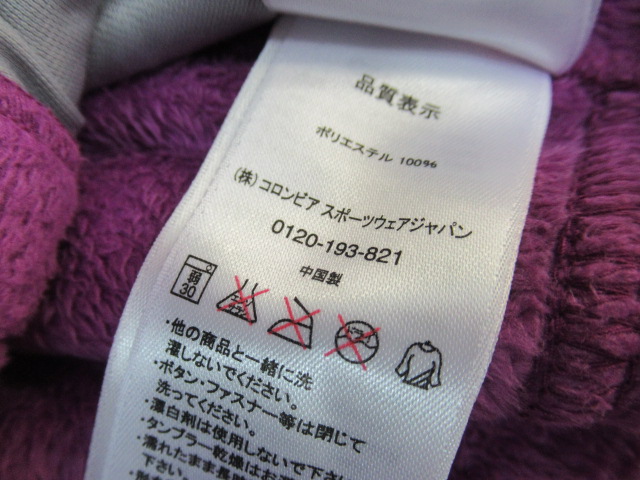 品質表示
ポリエステル 100%
(株) コロンビア スポーツウェアジャパン
0120-193-821
中国製
弱
30
・他の商品と一緒に洗
濯しないでください。
・ボタン・ファスナー等は閉じて
洗ってください。
・漂白剤は使用しないで下さい
・タンブラー乾燥はお
・濡れたまま長時
下さい